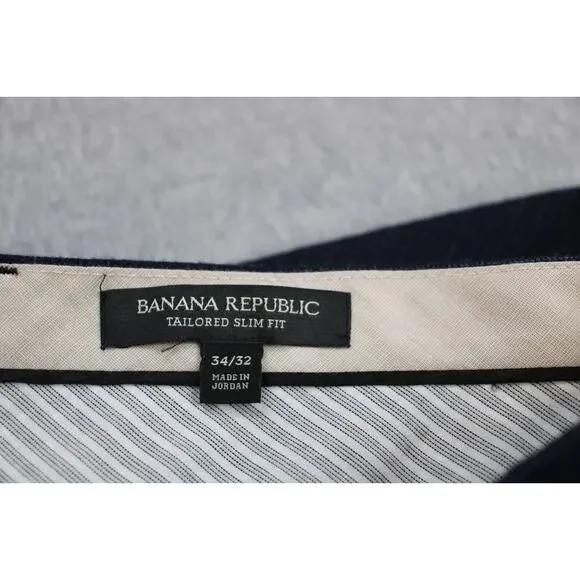 BANANA REPUBLIC
TAILORED SLIM FIT
34/32
MADE IN
JORDAN